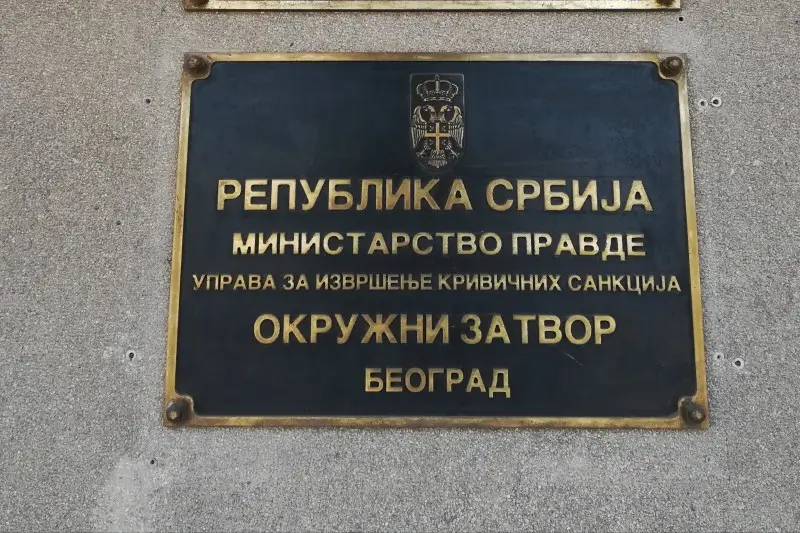 РЕПУБЛИКА СРБИЈА
МИНИСТАРСТВО ПРАВДЕ
УПРАВА ЗА ИЗВРШЕЊЕ КРИВИЧНИХ САНКЦИЈА
ОКРУЖНИ ЗАТВОР
БЕОГРАД